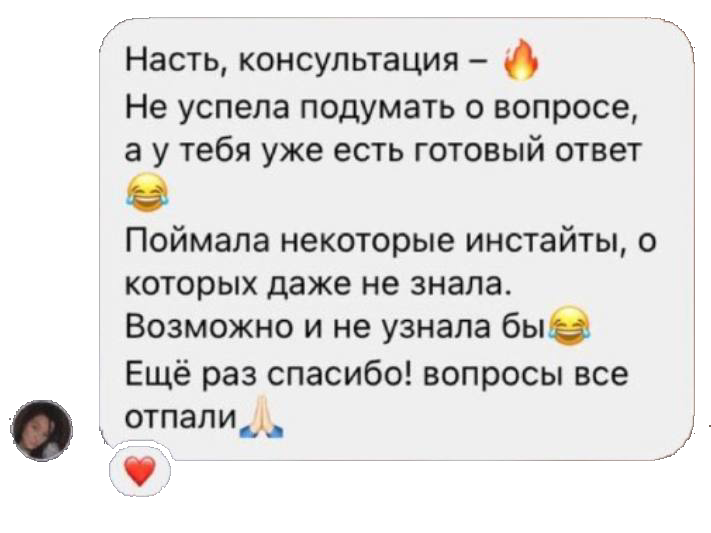 Насть, консультация – 🔥
Не успела подумать о вопросе,
а у тебя уже есть готовый ответ
😂
Поймала некоторые инстайты, о
которых даже не знала.
Возможно и не узнала бы😂
Ещё раз спасибо! вопросы все
отпали🙏🏻
❤️